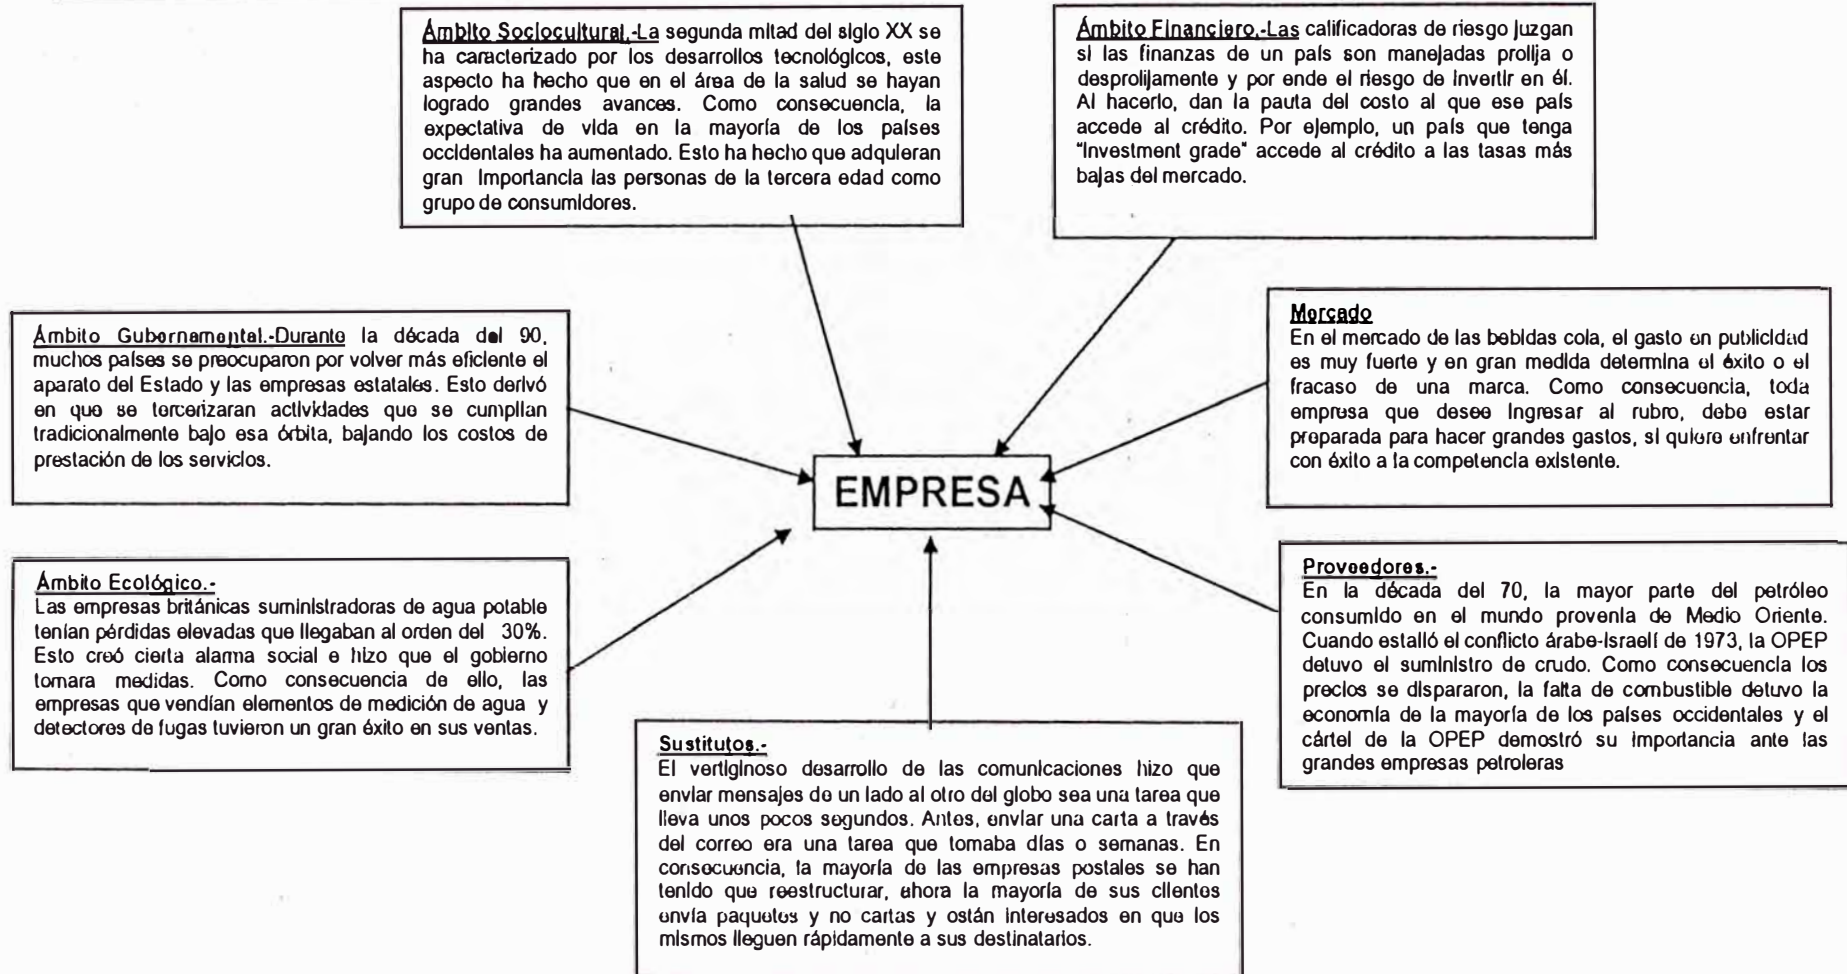 Ámbito Sociocultural.-La segunda mitad del siglo XX se
ha caracterizado por los desarrollos tecnológicos, este
aspecto ha hecho que en el área de la salud se hayan
logrado grandes avances. Como consecuencia, la
expectativa de vida en la mayoría de los países
occidentales ha aumentado. Esto ha hecho que adquieran
gran Importancia las personas de la tercera edad como
grupo de consumidores.
Ámbito Financiero.-Las calificadoras de riesgo juzgan
si las finanzas de un país son manejadas prolija o
desprolijamente y por ende el riesgo de invertir en él.
Al hacerlo, dan la pauta del costo al que ese país
accede al crédito. Por ejemplo, un país que tenga
"Investment grade" accede al crédito a las tasas más
bajas del mercado.
Ámbito Gubernamental.-Durante la década del 90,
muchos países se preocuparon por volver más eficiente el
aparato del Estado y las empresas estatales. Esto derivó
en que se tercerizaran actividades que se cumplían
tradicionalmente bajo esa órbita, bajando los costos de
prestación de los servicios.
Mercado
En el mercado de las bebidas cola, el gasto en publicidad
es muy fuerte y en gran medida determina el éxito o el
fracaso de una marca. Como consecuencia, toda
empresa que desee Ingresar al rubro, debe estar
preparada para hacer grandes gastos, si quiere enfrentar
con éxito a la competencia existente.
EMPRESA
Ámbito Ecológico.-
Las empresas británicas suministradoras de agua potable
tenían pérdidas elevadas que llegaban al orden del 30%.
Esto creó cierta alarma social e hizo que el gobierno
tomara medidas. Como consecuencia de ello, las
empresas que vendían elementos de medición de agua y
detectores de fugas tuvieron un gran éxito en sus ventas.
Proveedores.-
En la década del 70, la mayor parte del petróleo
consumido en el mundo provenía de Medio Oriente.
Cuando estalló el conflicto árabe-Israelí de 1973, la OPEP
detuvo el suministro de crudo. Como consecuencia los
precios se dispararon, la falta de combustible detuvo la
economía de la mayoría de los países occidentales y el
cártel de la OPEP demostró su importancia ante las
grandes empresas petroleras
Sustitutos.-
El vertiginoso desarrollo de las comunicaciones hizo que
enviar mensajes de un lado al otro del globo sea una tarea que
lleva unos pocos segundos. Antes, enviar una carta a través
del correo era una tarea que tomaba días o semanas. En
consecuencia, la mayoría de las empresas postales se han
tenido que reestructurar, ahora la mayoría de sus clientes
envía paquetes y no cartas y están interesados en que los
mismos lleguen rápidamente a sus destinatarios.